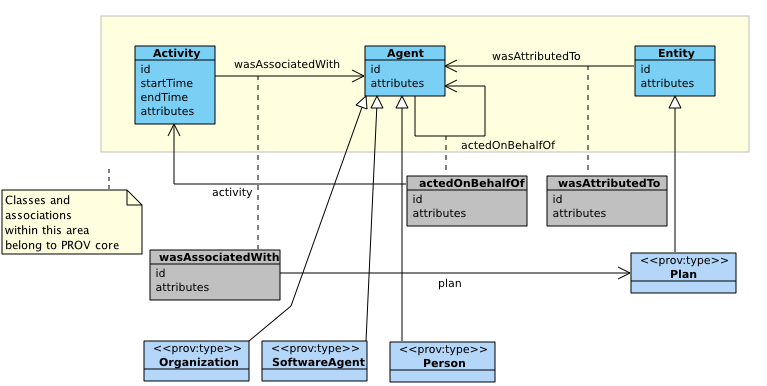 Activity
id
startTime
endTime
attributes
wasAssociatedWith
Agent
id
attributes
wasAttributedTo
Entity
id
attributes
actedOnBehalfOf
activity
actedOnBehalfOf
id
attributes
wasAttributedTo
id
attributes
Classes and
associations
within this area
belong to PROV core
wasAssociatedWith
id
attributes
plan
<<prov:type>>
Plan
<<prov:type>>
Organization
<<prov:type>>
SoftwareAgent
<<prov:type>>
Person